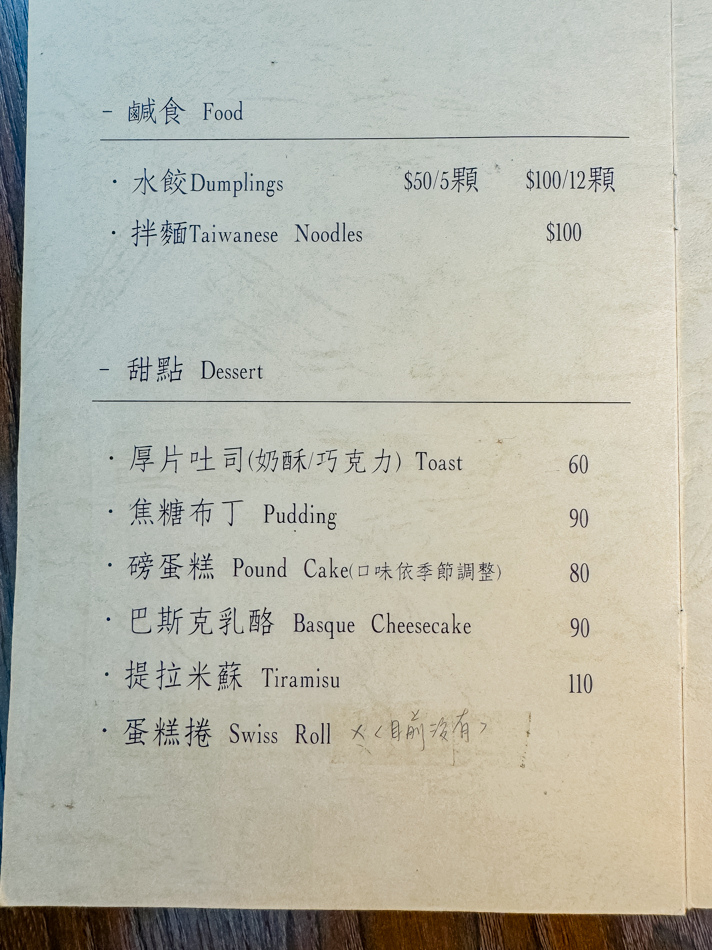 - 鹹食 Food
· 水餃Dumplings $50/5顆 $100/12顆
· 拌麵Taiwanese Noodles $100
- 甜點 Dessert
· 厚片吐司(奶酥/巧克力) Toast 60
· 焦糖布丁 Pudding 90
· 磅蛋糕 Pound Cake(口味依季節調整) 80
· 巴斯克乳酪 Basque Cheesecake 90
· 提拉米蘇 Tiramisu 110
· 蛋糕捲 Swiss Roll X〈目前沒有〉